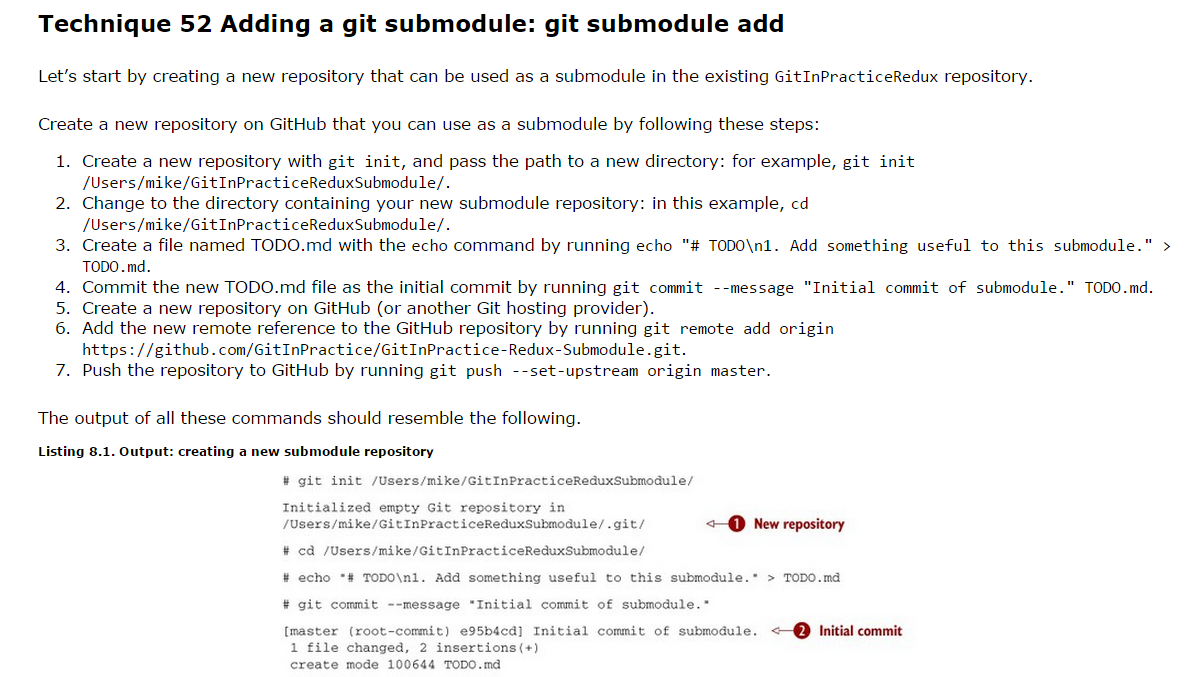 Technique 52 Adding a git submodule: git submodule add
Let’s start by creating a new repository that can be used as a submodule in the existing GitInPracticeRedux repository.
Create a new repository on GitHub that you can use as a submodule by following these steps:
1. Create a new repository with git init, and pass the path to a new directory: for example, git init
/Users/mike/GitInPracticeReduxSubmodule/.
2. Change to the directory containing your new submodule repository: in this example, cd
/Users/mike/GitInPracticeReduxSubmodule/.
3. Create a file named TODO.md with the echo command by running echo "# TODO\n1. Add something useful to this submodule." >
TODO.md.
4. Commit the new TODO.md file as the initial commit by running git commit --message "Initial commit of submodule." TODO.md.
5. Create a new repository on GitHub (or another Git hosting provider).
6. Add the new remote reference to the GitHub repository by running git remote add origin
https://github.com/GitInPractice/GitInPractice-Redux-Submodule.git.
7. Push the repository to GitHub by running git push --set-upstream origin master.
The output of all these commands should resemble the following.
Listing 8.1. Output: creating a new submodule repository
# git init /Users/mike/GitInPracticeReduxSubmodule/
Initialized empty Git repository in
/Users/mike/GitInPracticeReduxSubmodule/.git/ 1 New repository
# cd /Users/mike/GitInPracticeReduxSubmodule/
# echo "# TODO\n1. Add something useful to this submodule." > TODO.md
# git commit --message "Initial commit of submodule."
[master (root-commit) e95b4cd] Initial commit of submodule. 2 Initial commit
1 file changed, 2 insertions(+)
create mode 100644 TODO.md